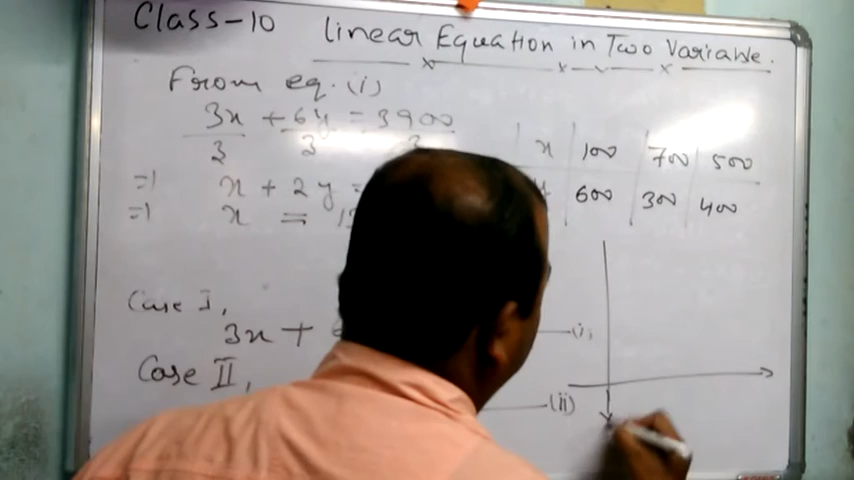 Class-10 Linear Equation in Two Variable.
From eq. (i)
3x + 6y = 3900
3 3 3
x 100 700 500
=) x + 2y =
600 300 400
=) x =
Case I,
3x + (i)
Case II,
(ii)